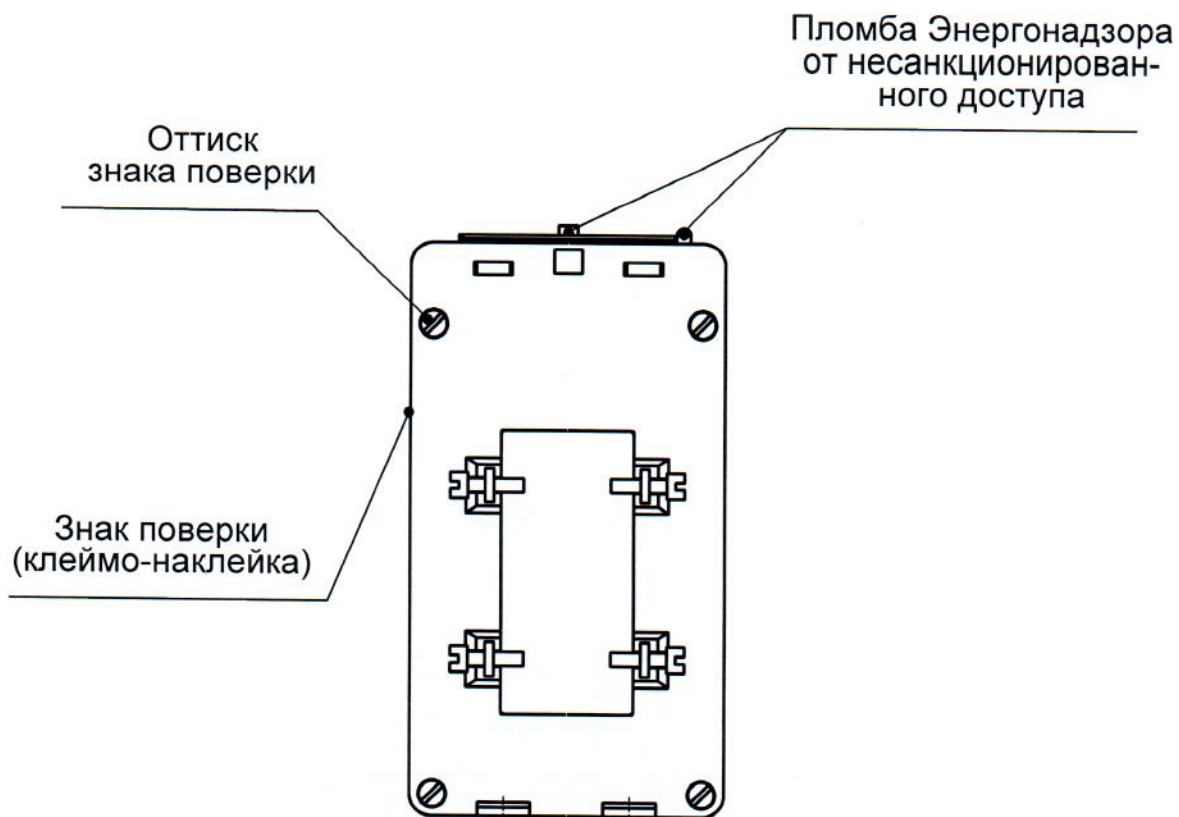 Пломба Энергонадзора
от несанкционирован-
ного доступа
Оттиск
знака поверки
Знак поверки
(клеймо-наклейка)